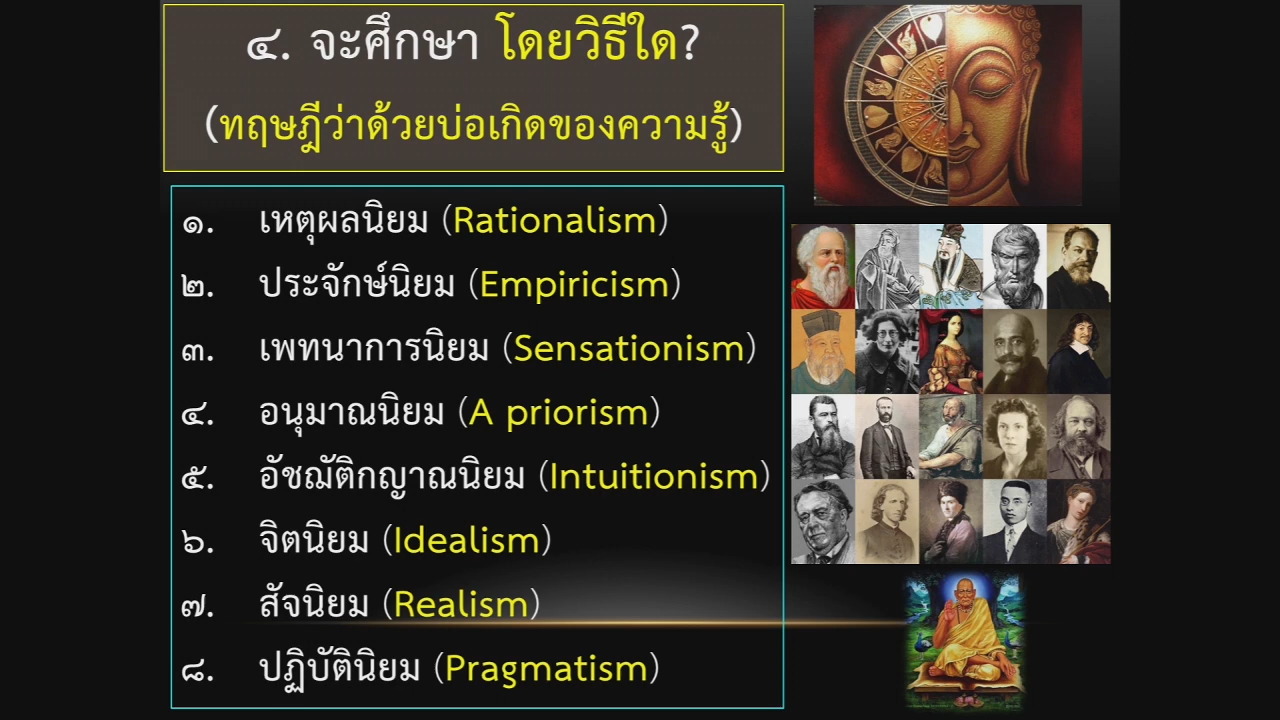 ๔. จะศึกษา โดยวิธีใด?
(ทฤษฎีว่าด้วยบ่อเกิดของความรู้)
๑. เหตุผลนิยม (Rationalism)
๒. ประจักษ์นิยม (Empiricism)
๓. เพทนาการนิยม (Sensationism)
๔. อนุมาณนิยม (A priorism)
๕. อัชฌัติกญาณนิยม (Intuitionism)
๖. จิตนิยม (Idealism)
๗. สัจนิยม (Realism)
๘. ปฏิบัตินิยม (Pragmatism)